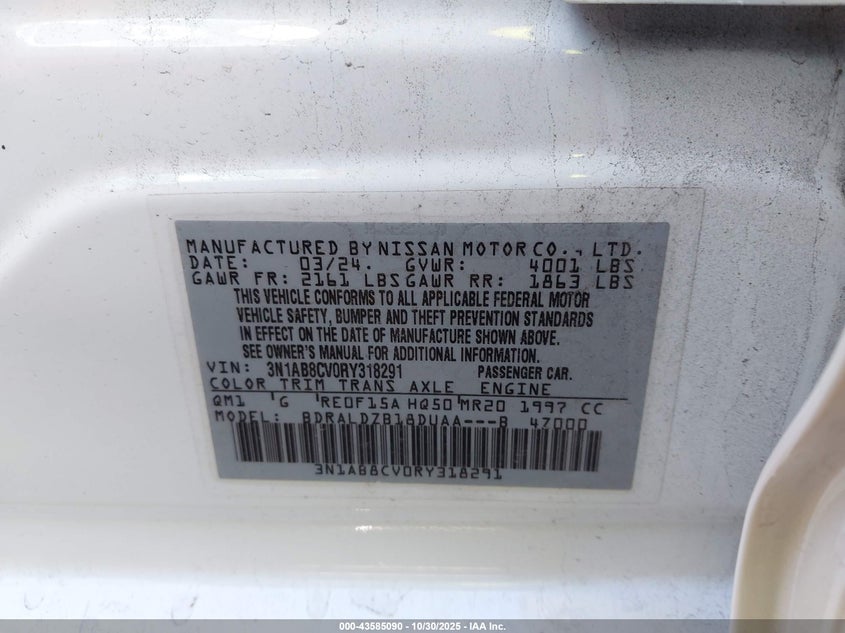 MANUFACTURED BY NISSAN MOTOR CO., LTD.
DATE: 03/24. GVWR: 4001 LBS
GAWR FR: 2161 LBS GAWR RR: 1863 LBS
THIS VEHICLE CONFORMS TO ALL APPLICABLE FEDERAL MOTOR
VEHICLE SAFETY, BUMPER AND THEFT PREVENTION STANDARDS
IN EFFECT ON THE DATE OF MANUFACTURE SHOWN ABOVE.
SEE OWNER'S MANUAL FOR ADDITIONAL INFORMATION.
VIN: 3N1AB8CV0RY318291 PASSENGER CAR.
COLOR TRIM TRANS AXLE ENGINE
QM1 G RE0F15A HQ50 MR20 1997 CC
MODEL: BDRALDZB18DUAA---B 47000
3N1AB8CV0RY318291
000-43585090 - 10/30/2025 - IAA Inc.